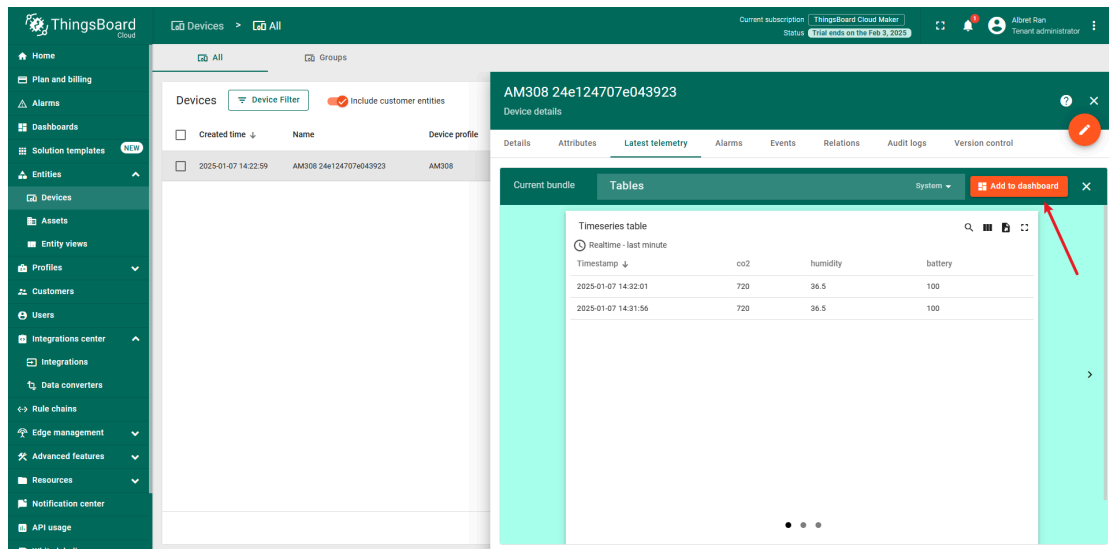 ThingsBoard
Cloud
Devices > All
Current subscription ThingsBoard Cloud Maker
Status Trial ends on the Feb 3, 2025
Albret Ran
Tenant administrator
Home
Plan and billing
Alarms
Dashboards
Solution templates NEW
Entities
Devices
Assets
Entity views
Profiles
Customers
Users
Integrations center
Integrations
Data converters
Rule chains
Edge management
Advanced features
Resources
Notification center
API usage
All Groups
Devices Device Filter Include customer entities
Created time ↓ Name Device profile
2025-01-07 14:22:59 AM308 24e124707e043923 AM308
AM308 24e124707e043923
Device details
Details Attributes Latest telemetry Alarms Events Relations Audit logs Version control
Current bundle Tables System Add to dashboard
Timeseries table
Realtime - last minute
Timestamp ↓ co2 humidity battery
2025-01-07 14:32:01 720 36.5 100
2025-01-07 14:31:56 720 36.5 100